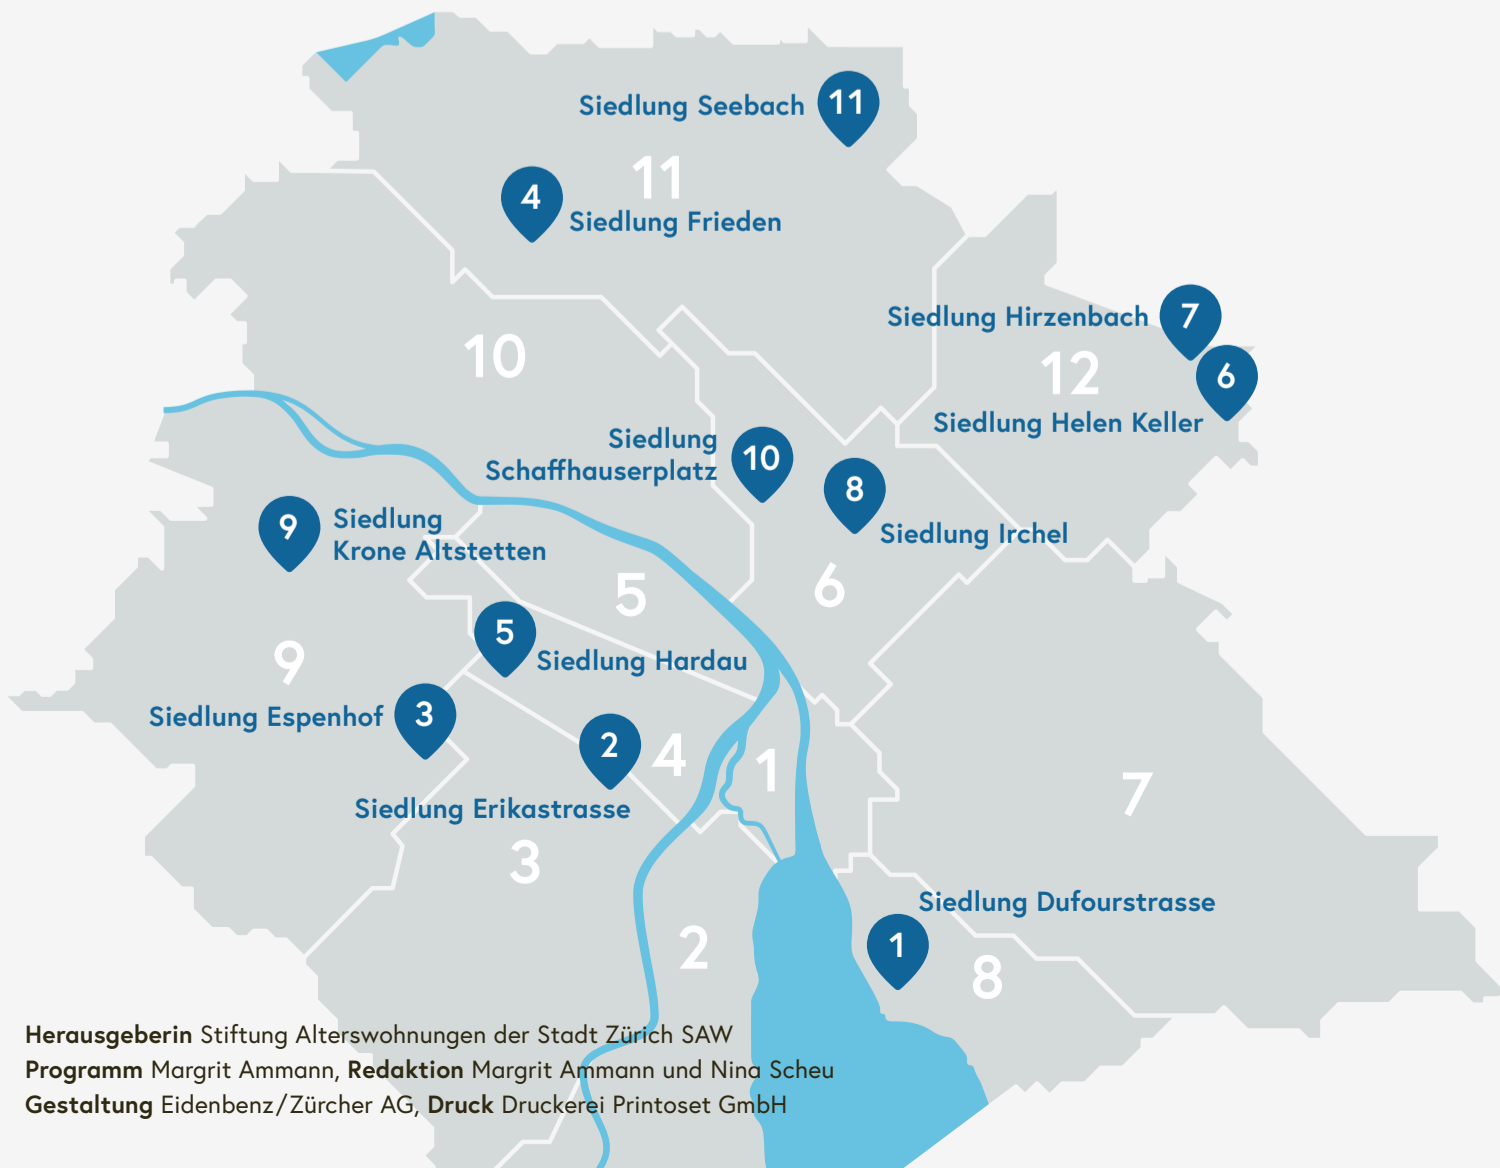 Siedlung Seebach
11
11
4
Siedlung Frieden
Siedlung Hirzenbach
7
12
6
Siedlung Helen Keller
10
Siedlung
Schaffhauserplatz
10
8
Siedlung Irchel
9
Siedlung
Krone Altstetten
5
6
5
Siedlung Hardau
9
Siedlung Espenhof
3
2
4
1
7
Siedlung Erikastrasse
3
Siedlung Dufourstrasse
1
2
8
Herausgeberin Stiftung Alterswohnungen der Stadt Zürich SAW
Programm Margrit Ammann, Redaktion Margrit Ammann und Nina Scheu
Gestaltung Eidenbenz/Zürcher AG, Druck Druckerei Printoset GmbH